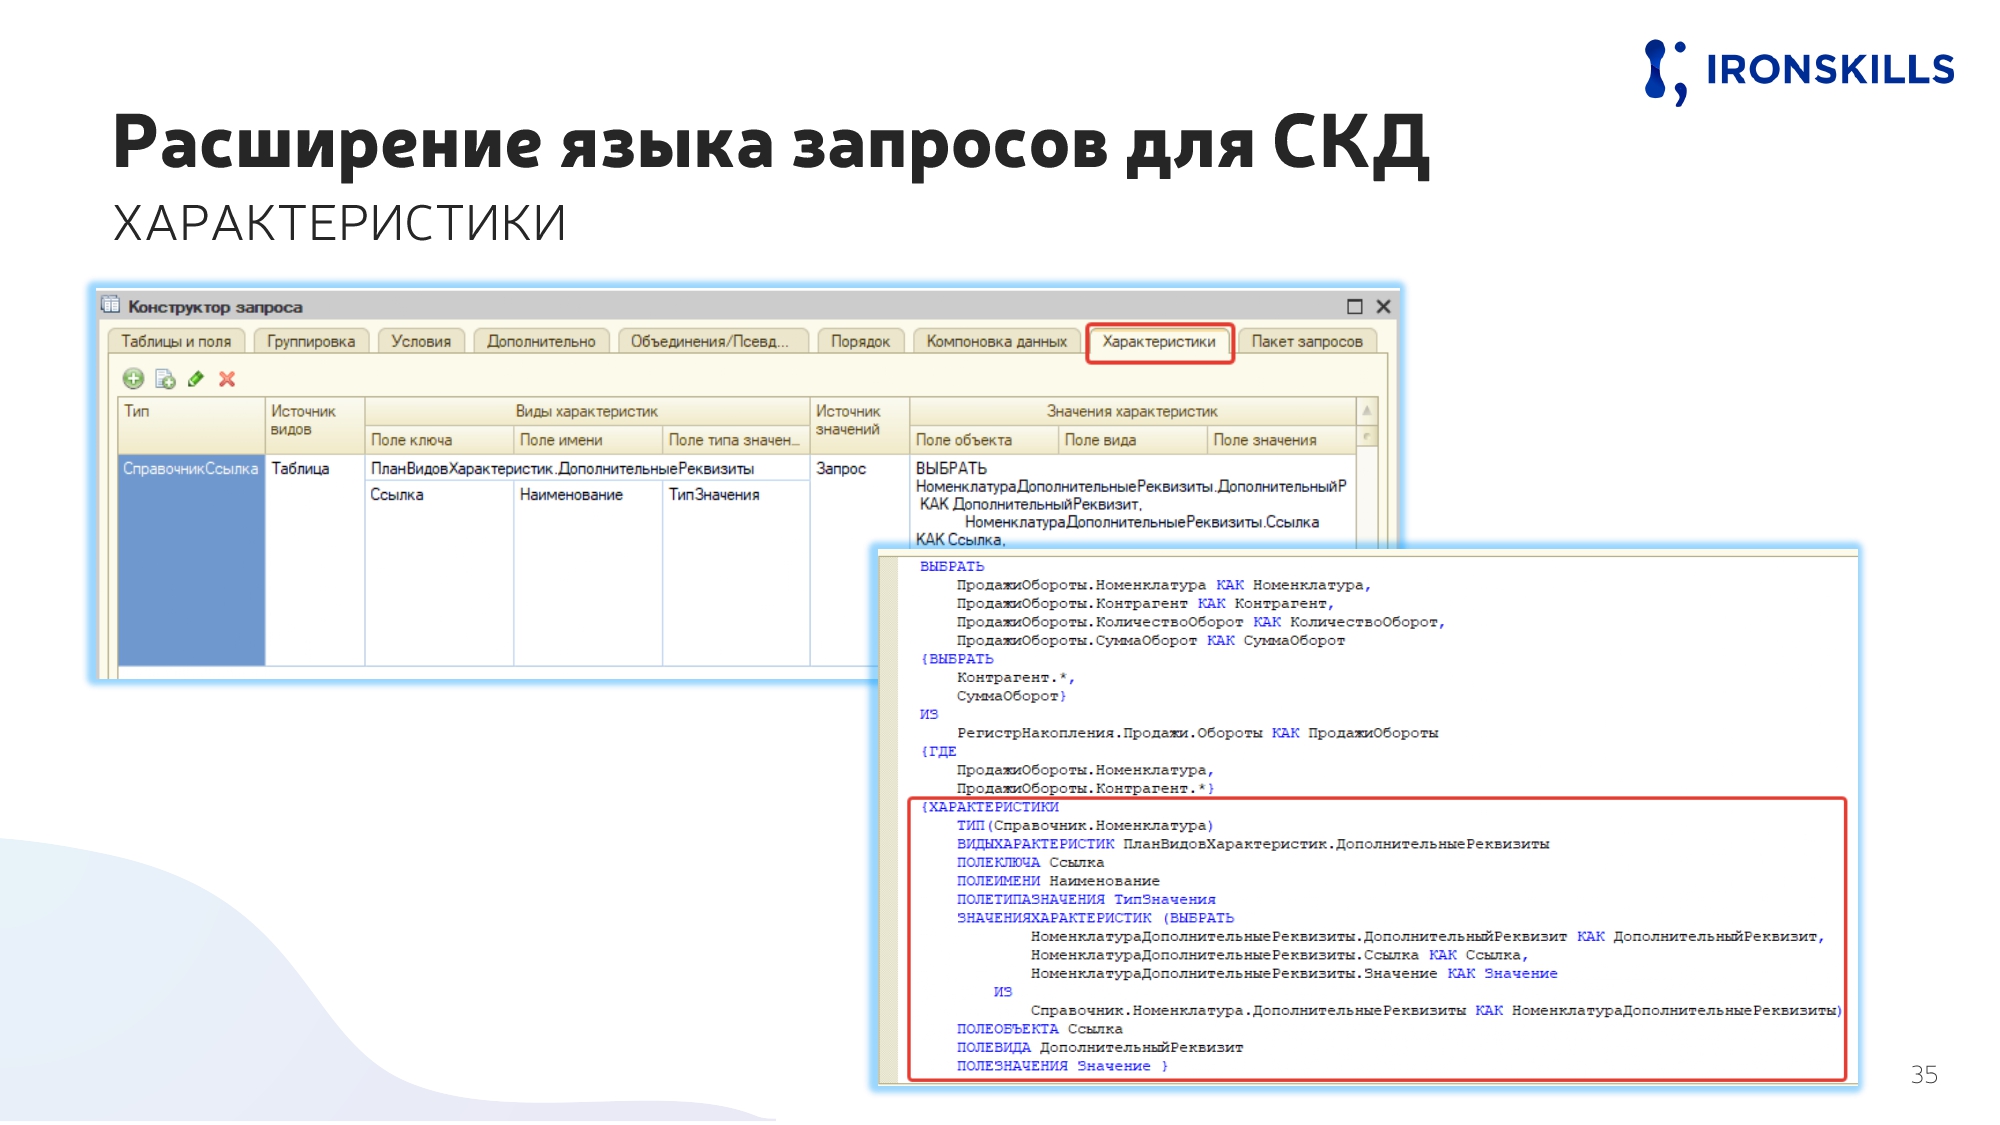 IRONSKILLS
Расширение языка запросов для СКД
ХАРАКТЕРИСТИКИ
Конструктор запроса
Таблицы и поля Группировка Условия Дополнительно Объединения/Псевд... Порядок Компоновка данных Характеристики Пакет запросов
Тип Источник видов Виды характеристик Источник значений Значения характеристик
Поле ключа Поле имени Поле типа значен... Поле объекта Поле вида Поле значения
СправочникСсылка Таблица ПланВидовХарактеристик.ДополнительныеРеквизиты Запрос ВЫБРАТЬ
Ссылка Наименование ТипЗначения НоменклатураДополнительныеРеквизиты.ДополнительныйР
КАК ДополнительныйРеквизит,
НоменклатураДополнительныеРеквизиты.Ссылка
КАК Ссылка,
ВЫБРАТЬ
ПродажиОбороты.Номенклатура КАК Номенклатура,
ПродажиОбороты.Контрагент КАК Контрагент,
ПродажиОбороты.КоличествоОборот КАК КоличествоОборот,
ПродажиОбороты.СуммаОборот КАК СуммаОборот
{ВЫБРАТЬ
Контрагент.*,
СуммаОборот}
ИЗ
РегистрНакопления.Продажи.Обороты КАК ПродажиОбороты
{ГДЕ
ПродажиОбороты.Номенклатура,
ПродажиОбороты.Контрагент.*}
{ХАРАКТЕРИСТИКИ
ТИП(Справочник.Номенклатура)
ВИДЫХАРАКТЕРИСТИК ПланВидовХарактеристик.ДополнительныеРеквизиты
ПОЛЕКЛЮЧА Ссылка
ПОЛЕИМЕНИ Наименование
ПОЛЕТИПАЗНАЧЕНИЯ ТипЗначения
ЗНАЧЕНИЯХАРАКТЕРИСТИК (ВЫБРАТЬ
НоменклатураДополнительныеРеквизиты.ДополнительныйРеквизит КАК ДополнительныйРеквизит,
НоменклатураДополнительныеРеквизиты.Ссылка КАК Ссылка,
НоменклатураДополнительныеРеквизиты.Значение КАК Значение
ИЗ
Справочник.Номенклатура.ДополнительныеРеквизиты КАК НоменклатураДополнительныеРеквизиты)
ПОЛЕОБЪЕКТА Ссылка
ПОЛЕВИДА ДополнительныйРеквизит
ПОЛЕЗНАЧЕНИЯ Значение }
35